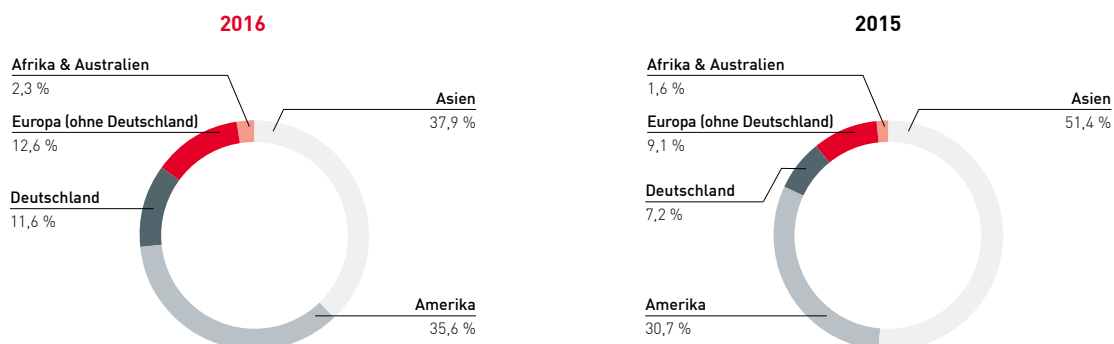 2016
Afrika & Australien
2,3 %
Asien
37,9 %
Europa (ohne Deutschland)
12,6 %
Deutschland
11,6 %
Amerika
35,6 %
2015
Afrika & Australien
1,6 %
Asien
51,4 %
Europa (ohne Deutschland)
9,1 %
Deutschland
7,2 %
Amerika
30,7 %